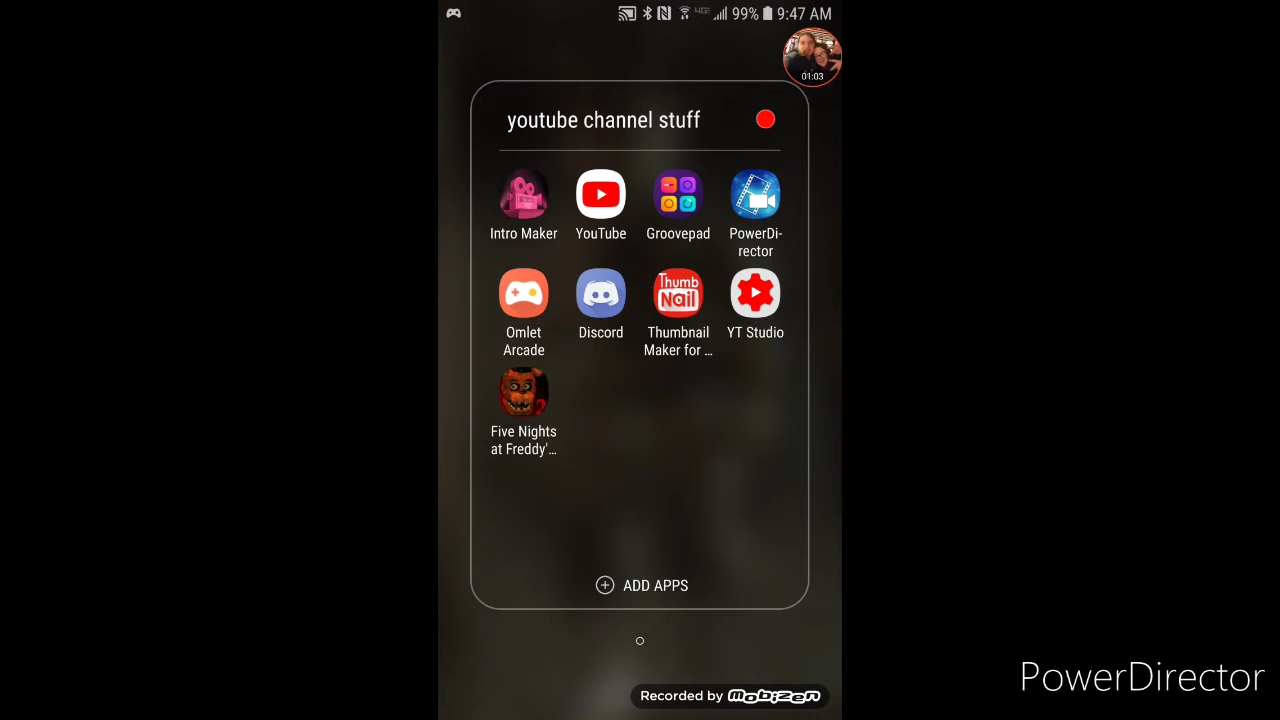 99% 9:47 AM
01:03
youtube channel stuff
Intro Maker YouTube Groovepad PowerDi-
rector
Thumb
Nail
Omlet Discord Thumbnail YT Studio
Arcade Maker for ...
2
Five Nights
at Freddy'...
ADD APPS
Recorded by mobizen
PowerDirector